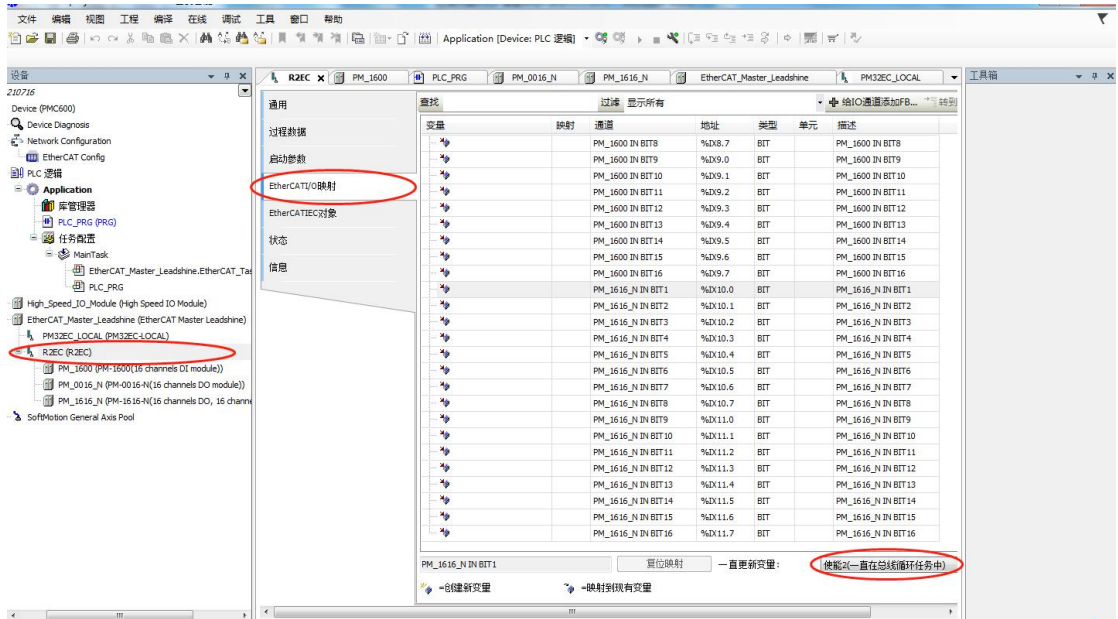 文件 编辑 视图 工程 编译 在线 调试 工具 窗口 帮助
Application [Device: PLC 逻辑]
设备
210716
Device (PMC600)
Device Diagnosis
Network Configuration
EtherCAT Config
PLC 逻辑
Application
库管理器
PLC_PRG (PRG)
任务配置
MainTask
EtherCAT_Master_Leadshine.EtherCAT_Tas
PLC_PRG
High_Speed_IO_Module (High Speed IO Module)
EtherCAT_Master_Leadshine (EtherCAT Master Leadshine)
PM32EC_LOCAL (PM32EC-LOCAL)
R2EC (R2EC)
PM_1600 (PM-1600(16 channels DI module))
PM_0016_N (PM-0016-N(16 channels DO module))
PM_1616_N (PM-1616-N(16 channels DO, 16 channe
SoftMotion General Axis Pool
R2EC PM_1600 PLC_PRG PM_0016_N PM_1616_N EtherCAT_Master_Leadshine PM32EC_LOCAL
通用
过程数据
启动参数
EtherCATI/O映射
EtherCATIEC对象
状态
信息
查找 过滤 显示所有 给IO通道添加FB... 转到
变量 映射 通道 地址 类型 单元 描述
PM_1600 IN BIT8 %IX8.7 BIT PM_1600 IN BIT8
PM_1600 IN BIT9 %IX9.0 BIT PM_1600 IN BIT9
PM_1600 IN BIT10 %IX9.1 BIT PM_1600 IN BIT10
PM_1600 IN BIT11 %IX9.2 BIT PM_1600 IN BIT11
PM_1600 IN BIT12 %IX9.3 BIT PM_1600 IN BIT12
PM_1600 IN BIT13 %IX9.4 BIT PM_1600 IN BIT13
PM_1600 IN BIT14 %IX9.5 BIT PM_1600 IN BIT14
PM_1600 IN BIT15 %IX9.6 BIT PM_1600 IN BIT15
PM_1600 IN BIT16 %IX9.7 BIT PM_1600 IN BIT16
PM_1616_N IN BIT1 %IX10.0 BIT PM_1616_N IN BIT1
PM_1616_N IN BIT2 %IX10.1 BIT PM_1616_N IN BIT2
PM_1616_N IN BIT3 %IX10.2 BIT PM_1616_N IN BIT3
PM_1616_N IN BIT4 %IX10.3 BIT PM_1616_N IN BIT4
PM_1616_N IN BIT5 %IX10.4 BIT PM_1616_N IN BIT5
PM_1616_N IN BIT6 %IX10.5 BIT PM_1616_N IN BIT6
PM_1616_N IN BIT7 %IX10.6 BIT PM_1616_N IN BIT7
PM_1616_N IN BIT8 %IX10.7 BIT PM_1616_N IN BIT8
PM_1616_N IN BIT9 %IX11.0 BIT PM_1616_N IN BIT9
PM_1616_N IN BIT10 %IX11.1 BIT PM_1616_N IN BIT10
PM_1616_N IN BIT11 %IX11.2 BIT PM_1616_N IN BIT11
PM_1616_N IN BIT12 %IX11.3 BIT PM_1616_N IN BIT12
PM_1616_N IN BIT13 %IX11.4 BIT PM_1616_N IN BIT13
PM_1616_N IN BIT14 %IX11.5 BIT PM_1616_N IN BIT14
PM_1616_N IN BIT15 %IX11.6 BIT PM_1616_N IN BIT15
PM_1616_N IN BIT16 %IX11.7 BIT PM_1616_N IN BIT16
PM_1616_N IN BIT1 复位映射 一直更新变量: 使能2(一直在总线循环任务中)
=创建新变量 =映射到现有变量
工具箱